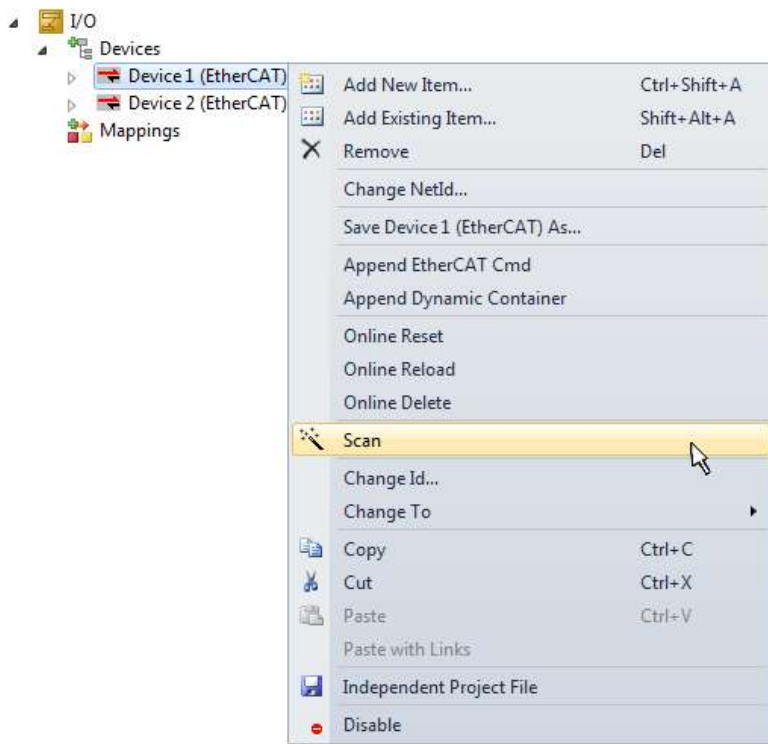 I/O
Devices
Device 1 (EtherCAT)
Device 2 (EtherCAT)
Mappings
Add New Item... Ctrl+Shift+A
Add Existing Item... Shift+Alt+A
Remove Del
Change NetId...
Save Device 1 (EtherCAT) As...
Append EtherCAT Cmd
Append Dynamic Container
Online Reset
Online Reload
Online Delete
Scan
Change Id...
Change To
Copy Ctrl+C
Cut Ctrl+X
Paste Ctrl+V
Paste with Links
Independent Project File
Disable